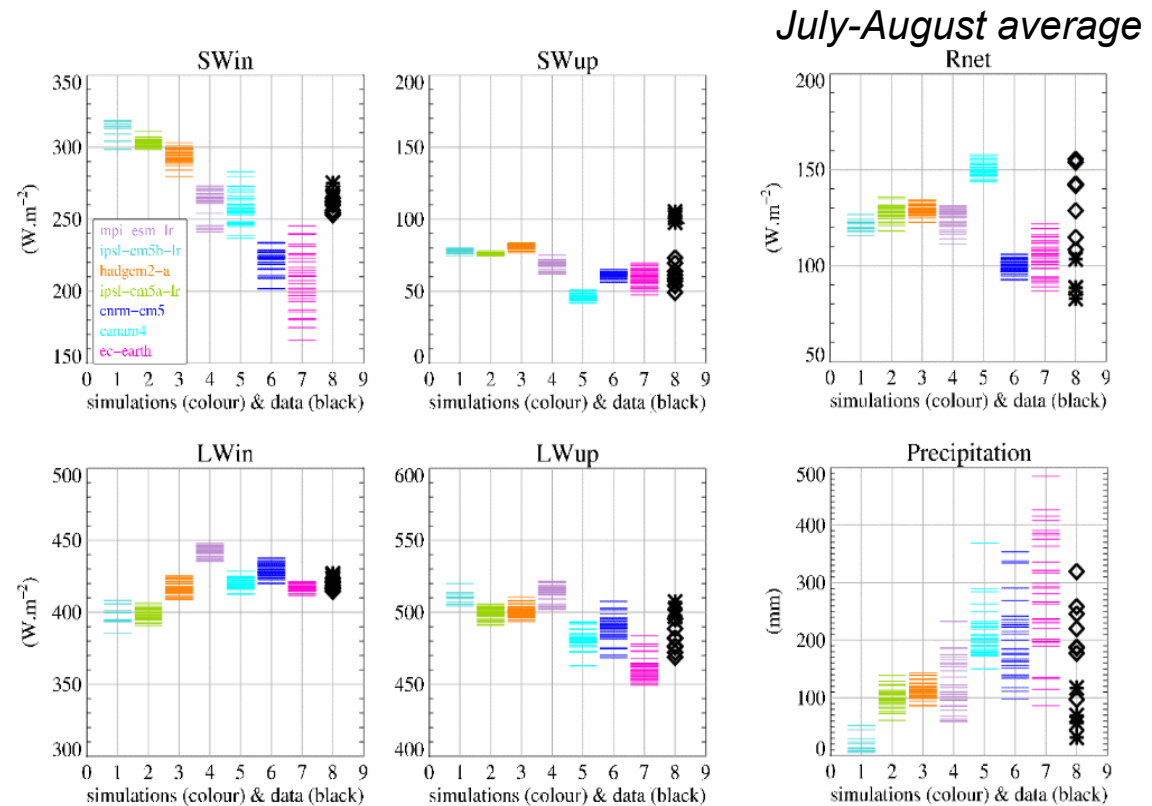 July-August average
SWin
350
300
250
200
150
(W.m−2)
mpi_esm_lr
ipsl-cm5b-lr
hadgem2-a
ipsl-cm5a-lr
cnrm-cm5
canam4
ec-earth
0 1 2 3 4 5 6 7 8 9
simulations (colour) & data (black)
SWup
200
150
100
50
0
0 1 2 3 4 5 6 7 8 9
simulations (colour) & data (black)
Rnet
200
150
100
50
(W.m−2)
0 1 2 3 4 5 6 7 8 9
simulations (colour) & data (black)
LWin
500
450
400
350
300
(W.m−2)
0 1 2 3 4 5 6 7 8 9
simulations (colour) & data (black)
LWup
600
550
500
450
400
0 1 2 3 4 5 6 7 8 9
simulations (colour) & data (black)
Precipitation
500
400
300
200
100
0
(mm)
0 1 2 3 4 5 6 7 8 9
simulations (colour) & data (black)